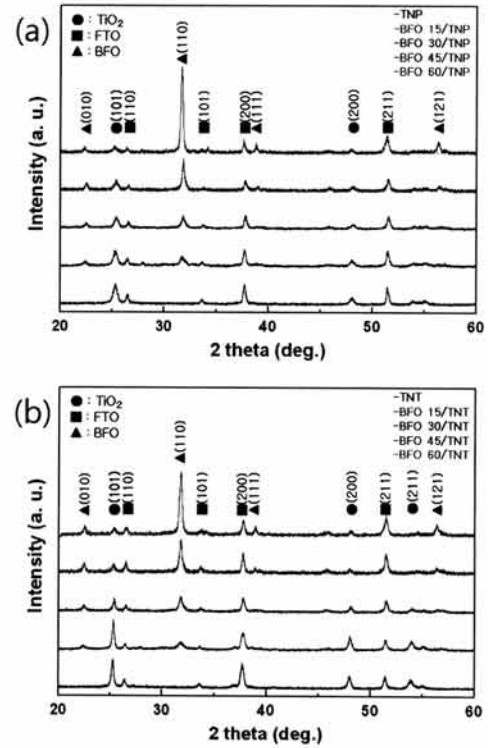 (a)
●: TiO₂
■: FTO
▲: BFO
-TNP
-BFO 15/TNP
-BFO 30/TNP
-BFO 45/TNP
-BFO 60/TNP
(010)
(101)
(110)
(110)
(101)
(200)
(111)
(200)
(211)
(121)
Intensity (a. u.)
20 30 40 50 60
2 theta (deg.)
(b)
●: TiO₂
■: FTO
▲: BFO
-TNT
-BFO 15/TNT
-BFO 30/TNT
-BFO 45/TNT
-BFO 60/TNT
(010)
(101)
(110)
(110)
(101)
(200)
(111)
(200)
(211)
(211)
(121)
Intensity (a. u.)
20 30 40 50 60
2 theta (deg.)